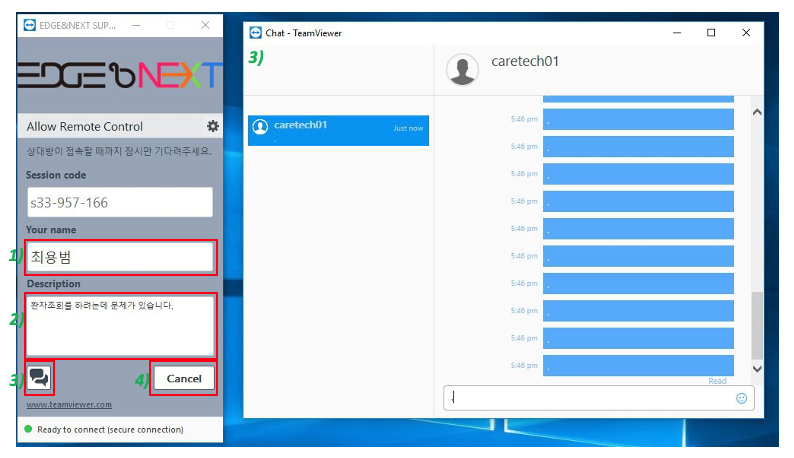 EDGE&NEXT SUP...
EDGE&NEXT
Allow Remote Control
상대방이 접속할 때까지 잠시만 기다려주세요.
Session code
s33-957-166
Your name
1)
최용범
Description
2)
환자조회를 하려는데 문제가 있습니다.
3)
4)
Cancel
www.teamviewer.com
Ready to connect (secure connection)
Chat - TeamViewer
3)
caretech01
caretech01
Just now
.
5:46 pm .
5:46 pm .
5:46 pm .
5:46 pm .
5:46 pm .
5:46 pm .
5:46 pm .
5:46 pm .
5:46 pm .
5:46 pm .
Read
.